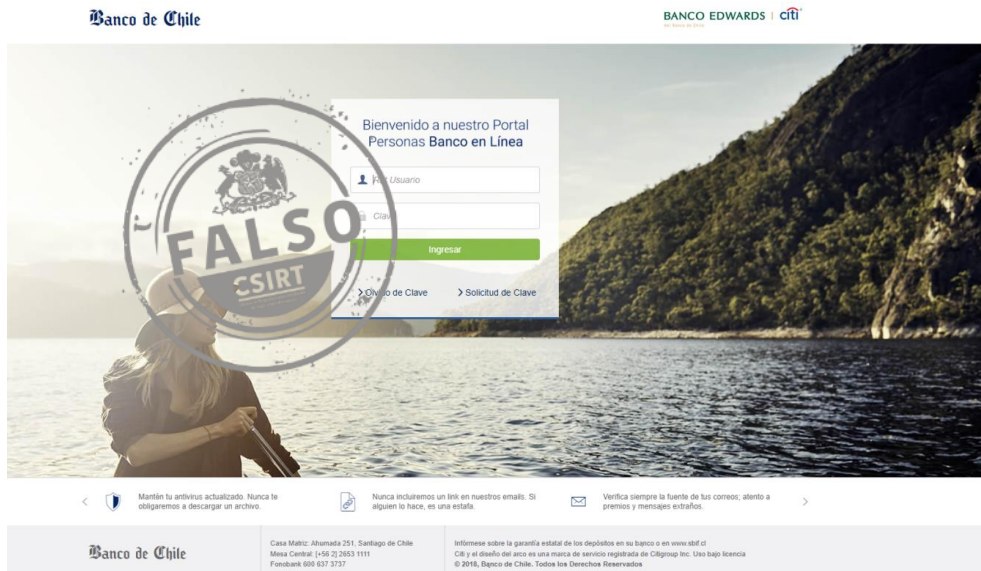 Banco de Chile
BANCO EDWARDS | citi
del Banco de Chile
Bienvenido a nuestro Portal
Personas Banco en Línea
Rut Usuario
Clave
Ingresar
Olvido de Clave
Solicitud de Clave
FALSO
CSIRT
Mantén tu antivirus actualizado. Nunca te
obligaremos a descargar un archivo.
Nunca incluiremos un link en nuestros emails. Si
alguien lo hace, es una estafa.
Verifica siempre la fuente de tus correos; atento a
premios y mensajes extraños.
Banco de Chile
Casa Matriz: Ahumada 251, Santiago de Chile
Mesa Central: [+56 2] 2653 1111
Fonobank 600 637 3737
Infórmese sobre la garantía estatal de los depósitos en su banco o en www.sbif.cl
Citi y el diseño del arco es una marca de servicio registrada de Citigroup Inc. Uso bajo licencia
© 2018, Banco de Chile. Todos los Derechos Reservados